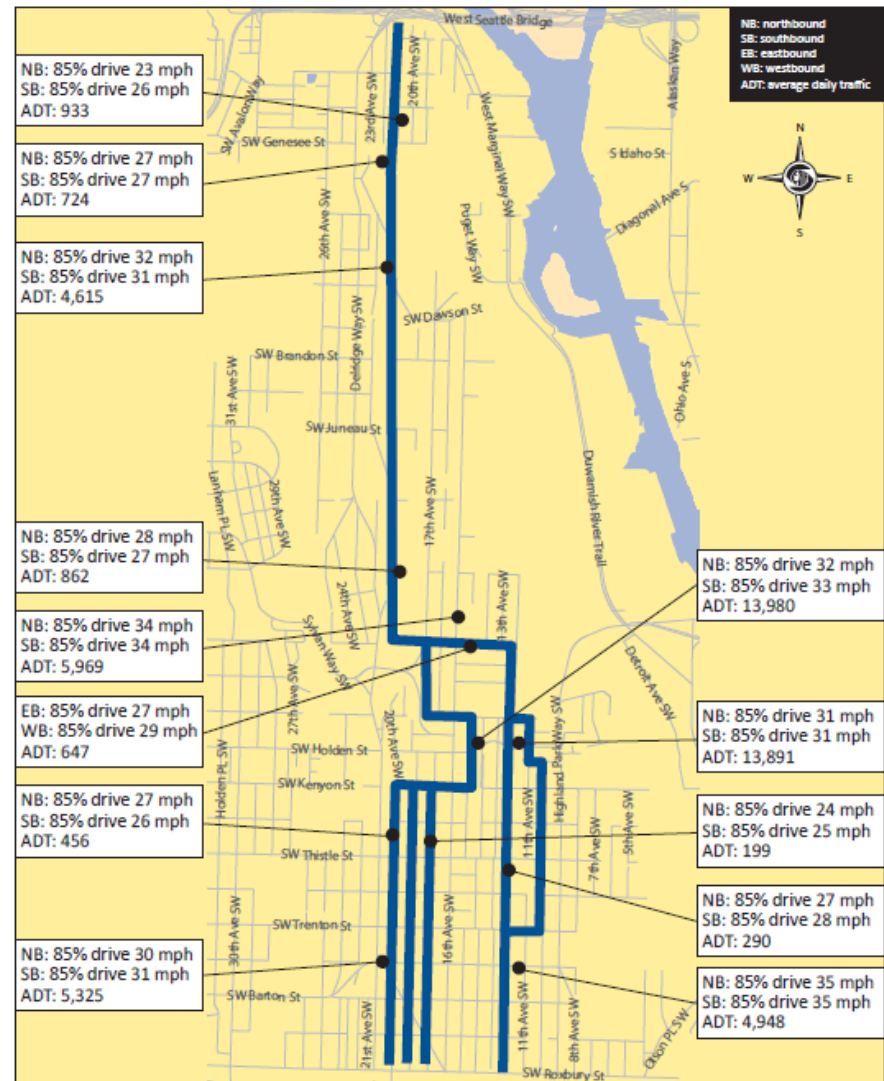 West Seattle Bridge
NB: northbound
SB: southbound
EB: eastbound
WB: westbound
ADT: average daily traffic
NB: 85% drive 23 mph
SB: 85% drive 26 mph
ADT: 933
NB: 85% drive 27 mph
SB: 85% drive 27 mph
ADT: 724
NB: 85% drive 32 mph
SB: 85% drive 31 mph
ADT: 4,615
NB: 85% drive 28 mph
SB: 85% drive 27 mph
ADT: 862
NB: 85% drive 34 mph
SB: 85% drive 34 mph
ADT: 5,969
EB: 85% drive 27 mph
WB: 85% drive 29 mph
ADT: 647
NB: 85% drive 27 mph
SB: 85% drive 26 mph
ADT: 456
NB: 85% drive 30 mph
SB: 85% drive 31 mph
ADT: 5,325
NB: 85% drive 32 mph
SB: 85% drive 33 mph
ADT: 13,980
NB: 85% drive 31 mph
SB: 85% drive 31 mph
ADT: 13,891
NB: 85% drive 24 mph
SB: 85% drive 25 mph
ADT: 199
NB: 85% drive 27 mph
SB: 85% drive 28 mph
ADT: 290
NB: 85% drive 35 mph
SB: 85% drive 35 mph
ADT: 4,948
N
W
E
S
SW Avalon Way
23rd Ave SW
20th Ave SW
SW Genesee St
West Marginal Way SW
Alaskan Way
S Idaho St
Diagonal Ave S
26th Ave SW
Puget Way SW
Delridge Way SW
SW Dawson St
SW Brandon St
31st Ave SW
Ohio Ave S
SW Juneau St
Lanham PL SW
29th Ave SW
17th Ave SW
Duwamish River Trail
24th Ave SW
13th Ave SW
Sylvan Way SW
Detroit Ave SW
27th Ave SW
20th Ave SW
Highland Park Way SW
SW Holden St
Holden PL SW
SW Kenyon St
11th Ave SW
7th Ave SW
5th Ave SW
SW Thistle St
30th Ave SW
SW Trenton St
16th Ave SW
SW Barton St
21st Ave SW
11th Ave SW
8th Ave SW
Olson PL SW
SW Roxbury St